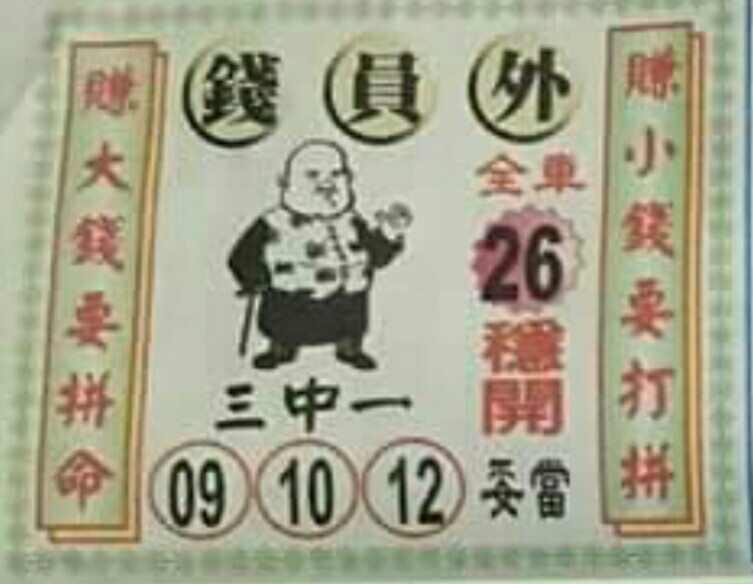 錢員外
賺小錢要打拼
賺大錢要拼命
全車
26
穩開
妥當
三中一
09 10 12